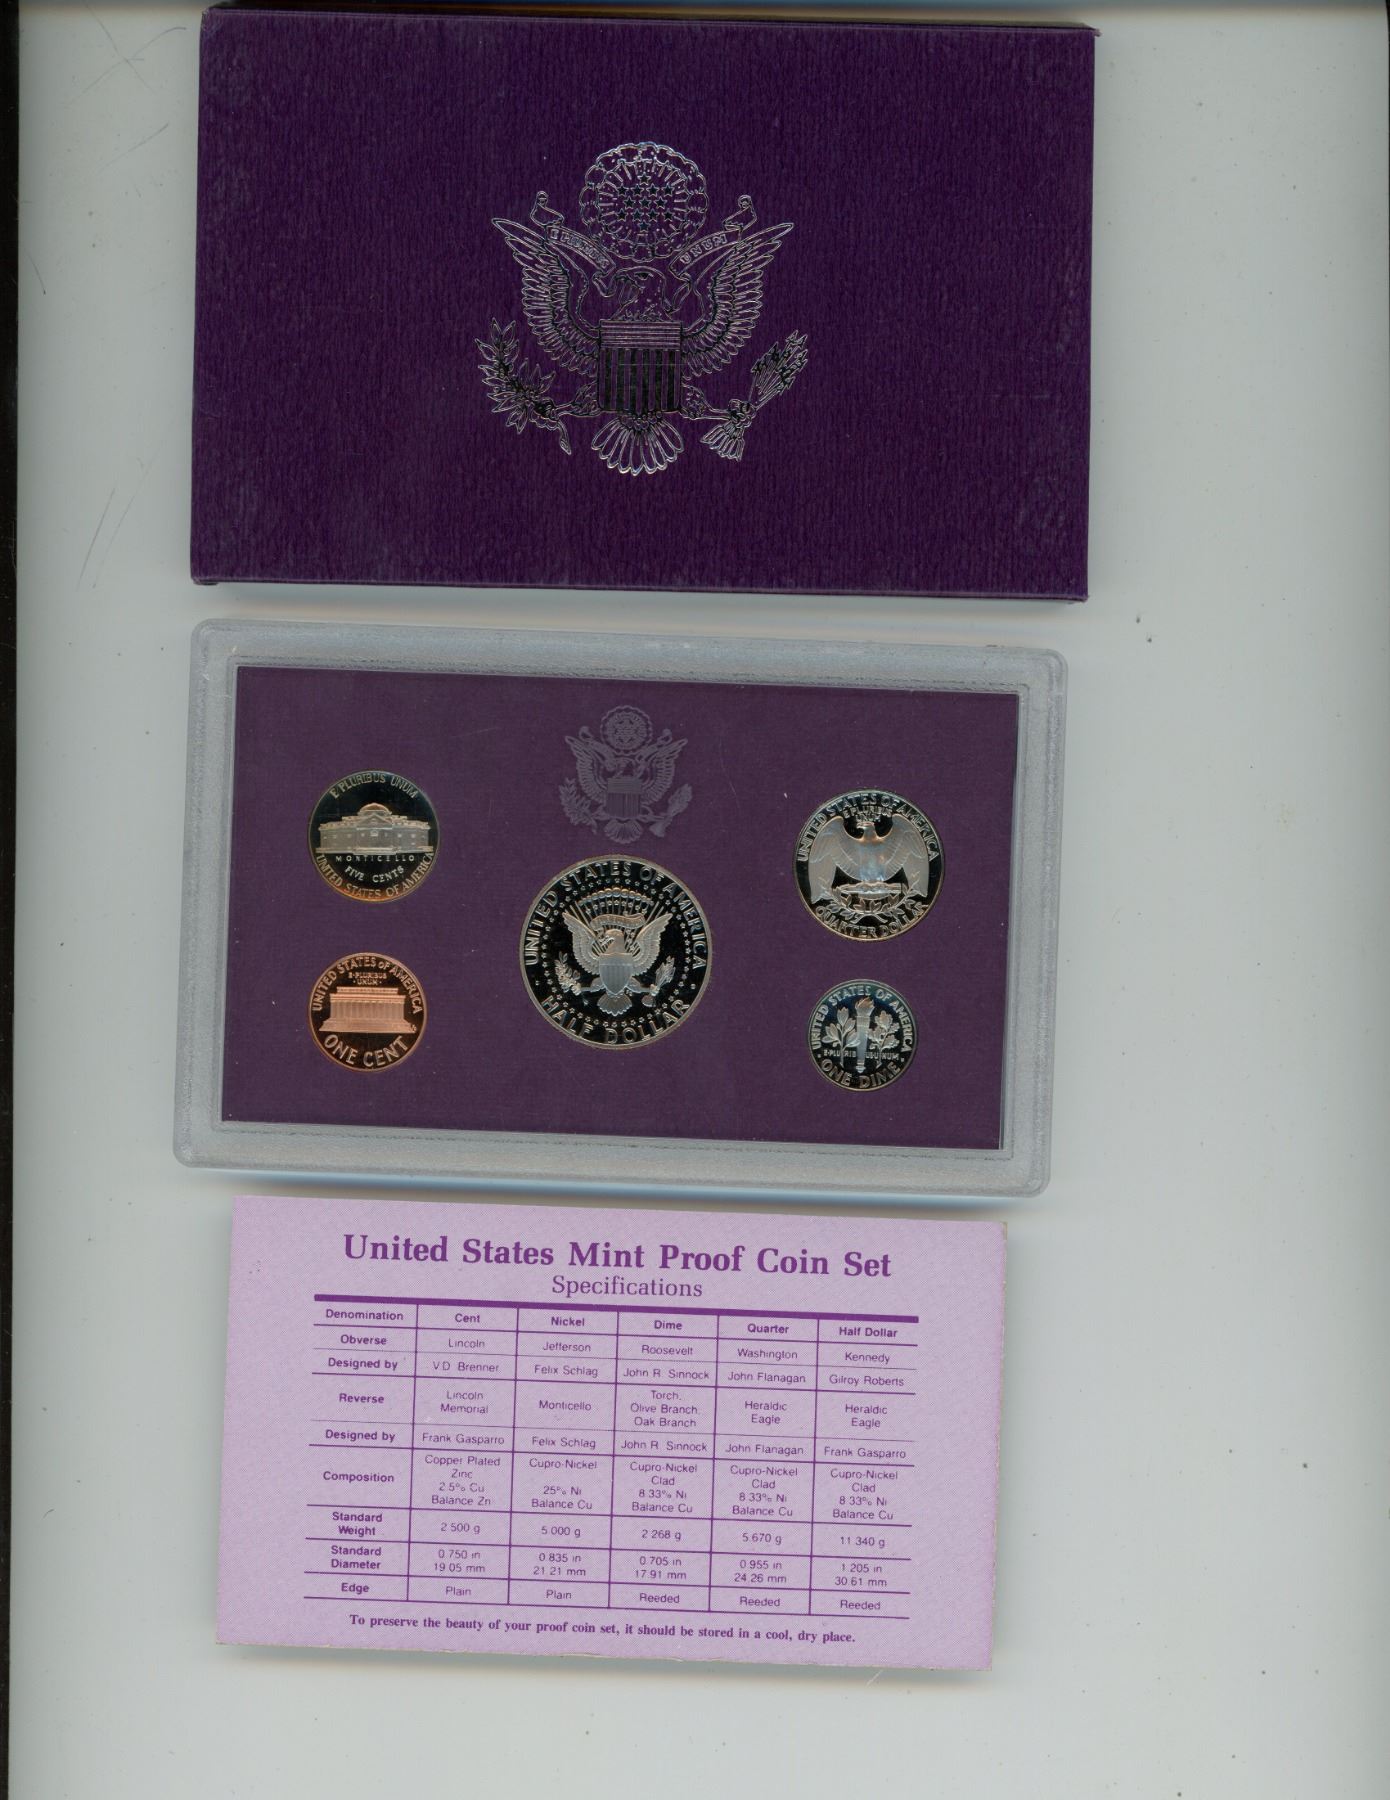 E PLURIBUS UNUM
E PLURIBUS UNUM
MONTICELLO
FIVE CENTS
UNITED STATES OF AMERICA
UNITED STATES OF AMERICA
E PLURIBUS
UNUM
QUARTER DOLLAR
UNITED STATES OF AMERICA
HALF DOLLAR
UNITED STATES OF AMERICA
E·PLURIBUS
·UNUM·
ONE CENT
UNITED STATES OF AMERICA
·E·PLURIBUS·UNUM·
·ONE DIME·
United States Mint Proof Coin Set
Specifications
Denomination Cent Nickel Dime Quarter Half Dollar
Obverse Lincoln Jefferson Roosevelt Washington Kennedy
Designed by V.D. Brenner Felix Schlag John R. Sinnock John Flanagan Gilroy Roberts
Reverse Lincoln Memorial Monticello Torch, Olive Branch, Oak Branch Heraldic Eagle Heraldic Eagle
Designed by Frank Gasparro Felix Schlag John R. Sinnock John Flanagan Frank Gasparro
Composition Copper Plated Zinc 2.5% Cu Balance Zn Cupro-Nickel 25% Ni Balance Cu Cupro-Nickel Clad 8.33% Ni Balance Cu Cupro-Nickel Clad 8.33% Ni Balance Cu Cupro-Nickel Clad 8.33% Ni Balance Cu
Standard Weight 2.500 g 5.000 g 2.268 g 5.670 g 11.340 g
Standard Diameter 0.750 in 19.05 mm 0.835 in 21.21 mm 0.705 in 17.91 mm 0.955 in 24.26 mm 1.205 in 30.61 mm
Edge Plain Plain Reeded Reeded Reeded
To preserve the beauty of your proof coin set, it should be stored in a cool, dry place.